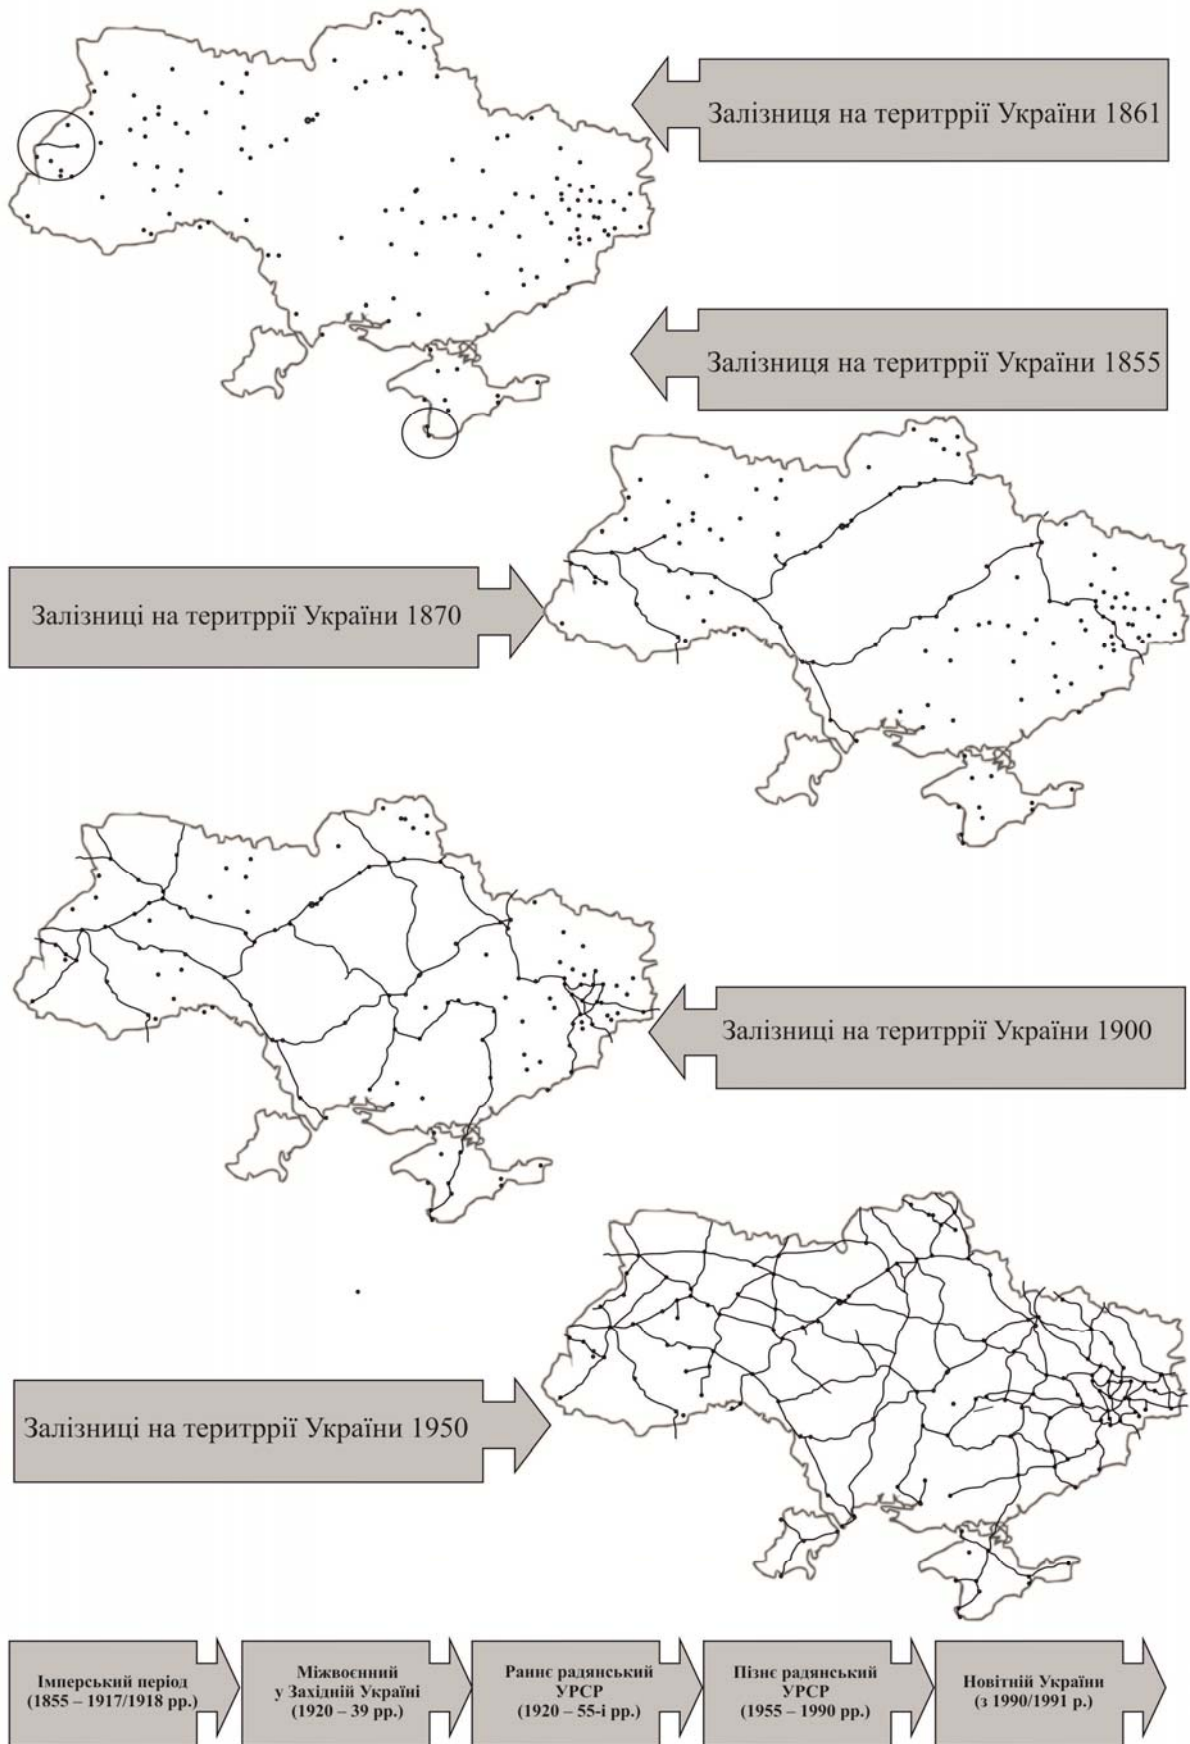 Залізниця на територрії України 1861
Залізниця на територрії України 1855
Залізниці на територрії України 1870
Залізниці на територрії України 1900
Залізниці на територрії України 1950
Імперський період
(1855 – 1917/1918 рр.)
Міжвоєнний
у Західній Україні
(1920 – 39 рр.)
Раннє радянський
УРСР
(1920 – 55-і рр.)
Пізнє радянський
УРСР
(1955 – 1990 рр.)
Новітній України
(з 1990/1991 р.)